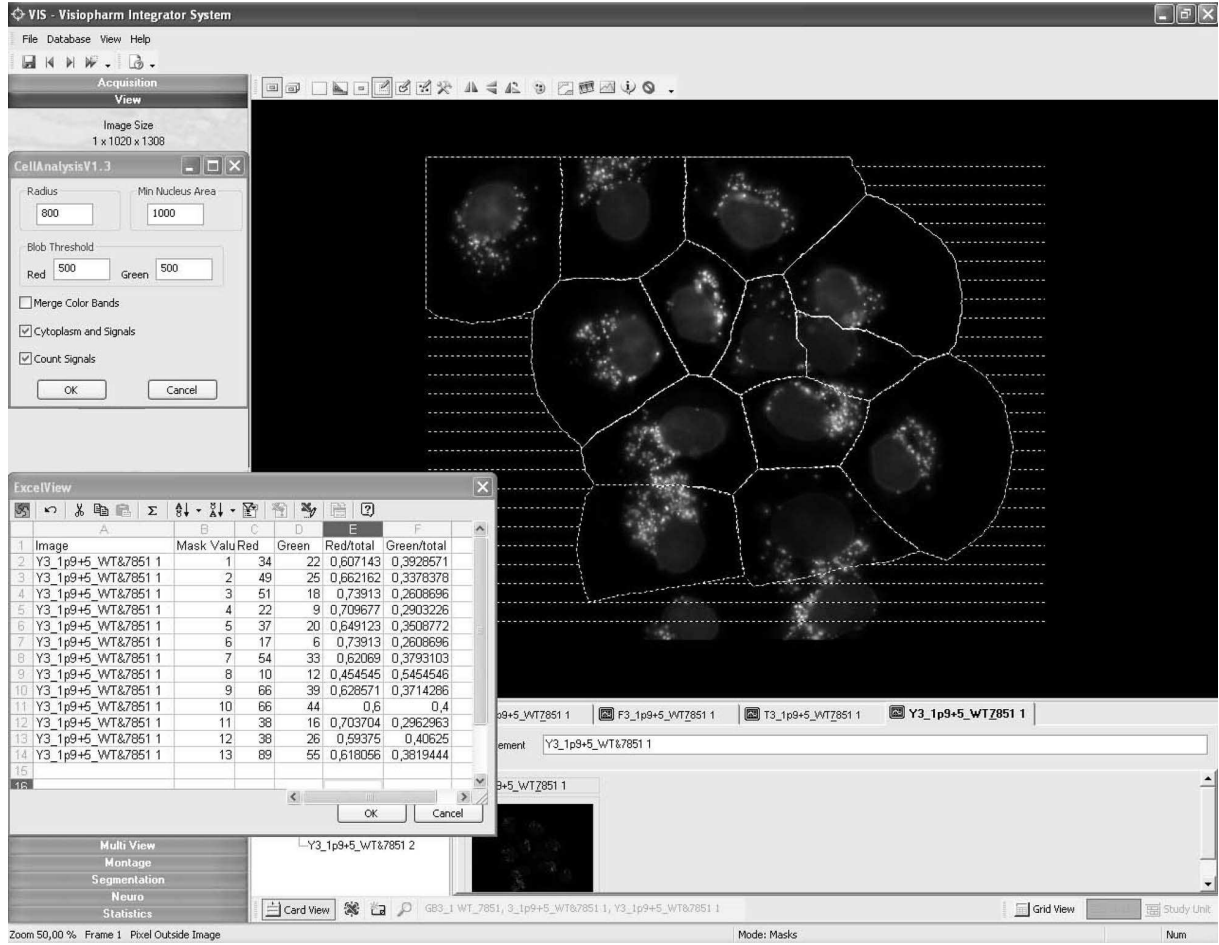 VIS - Visiopharm Integrator System
File Database View Help
Acquisition
View
Image Size
1 x 1020 x 1308
CellAnalysisV1.3
Radius
Min Nucleus Area
800
1000
Blob Threshold
Red 500 Green 500
Merge Color Bands
Cytoplasm and Signals
Count Signals
OK Cancel
ExcelView
A B C D E F
1 Image Mask Valu Red Green Red/total Green/total
2 Y3_1p9+5_WT&7851 1 1 34 22 0,607143 0,3928571
3 Y3_1p9+5_WT&7851 1 2 49 25 0,662162 0,3378378
4 Y3_1p9+5_WT&7851 1 3 51 18 0,73913 0,2608696
5 Y3_1p9+5_WT&7851 1 4 22 9 0,709677 0,2903226
6 Y3_1p9+5_WT&7851 1 5 37 20 0,649123 0,3508772
7 Y3_1p9+5_WT&7851 1 6 17 6 0,73913 0,2608696
8 Y3_1p9+5_WT&7851 1 7 54 33 0,62069 0,3793103
9 Y3_1p9+5_WT&7851 1 8 10 12 0,454545 0,5454546
10 Y3_1p9+5_WT&7851 1 9 66 39 0,628571 0,3714286
11 Y3_1p9+5_WT&7851 1 10 66 44 0,6 0,4
12 Y3_1p9+5_WT&7851 1 11 38 16 0,703704 0,2962963
13 Y3_1p9+5_WT&7851 1 12 38 26 0,59375 0,40625
14 Y3_1p9+5_WT&7851 1 13 89 55 0,618056 0,3819444
15
16
OK Cancel
p9+5_WT7851 1 F3_1p9+5_WT7851 1 T3_1p9+5_WT7851 1 Y3_1p9+5_WT7851 1
ement Y3_1p9+5_WT&7851 1
9+5_WT7851 1
Multi View
Montage
Segmentation
Neuro
Statistics
Y3_1p9+5_WT&7851 2
Card View GB3_1 WT_7851, 3_1p9+5_WT&7851 1, Y3_1p9+5_WT&7851 1 Grid View Study Unit
Zoom 50,00 % Frame 1 Pixel Outside Image Mode: Masks Num